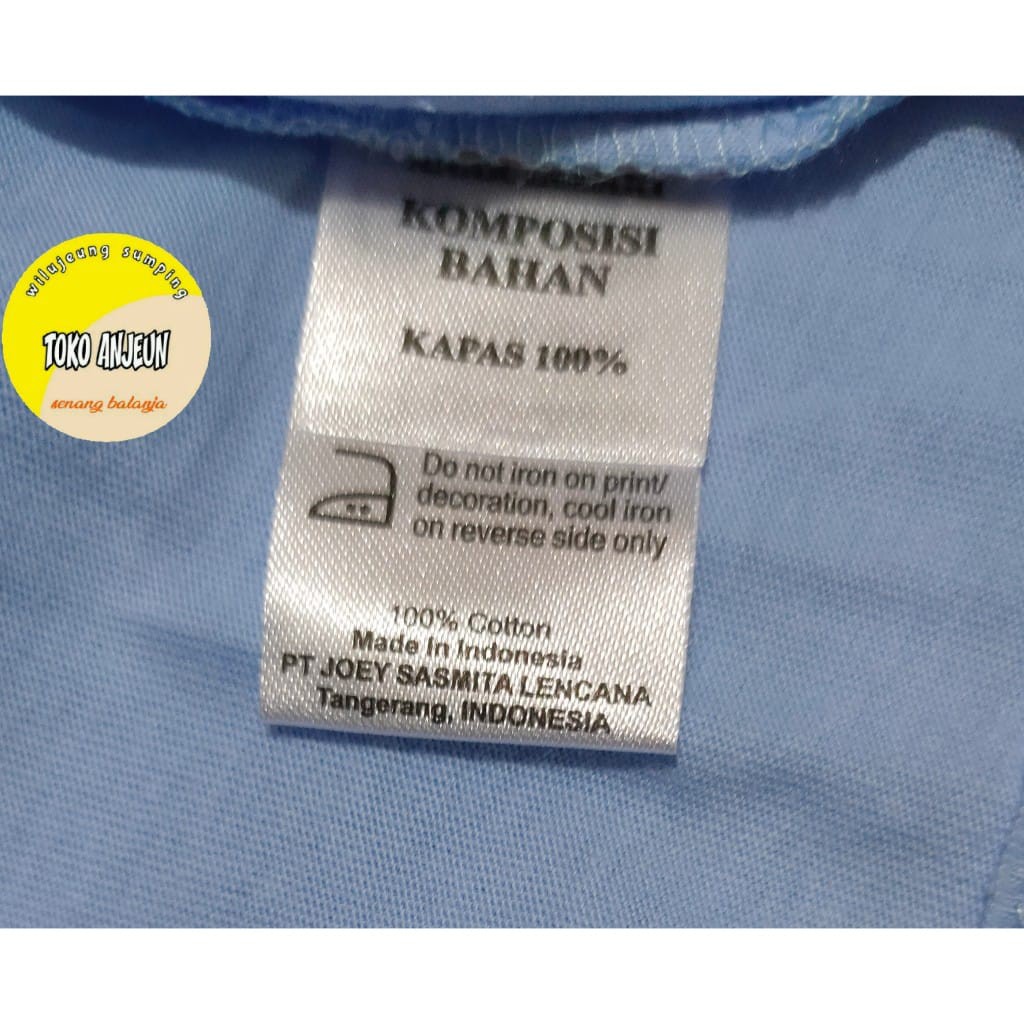 wilujeung sumping
TOKO ANJEUN
senang balanja
KOMPOSISI
BAHAN
KAPAS 100%
Do not iron on print/
decoration, cool iron
on reverse side only
100% Cotton
Made In Indonesia
PT JOEY SASMITA LENCANA
Tangerang, INDONESIA